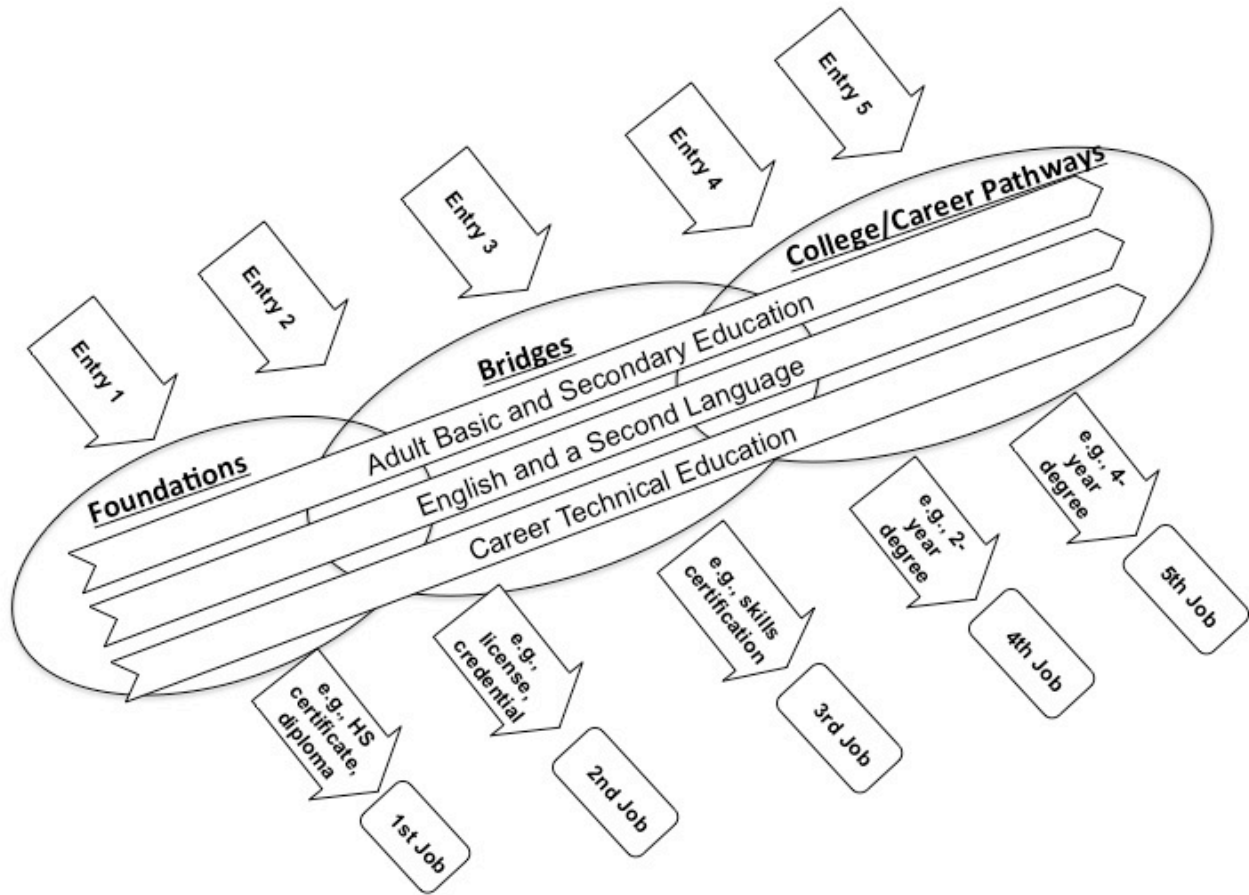 Entry 1
Entry 2
Entry 3
Entry 4
Entry 5
Foundations
Bridges
College/Career Pathways
Adult Basic and Secondary Education
English and a Second Language
Career Technical Education
e.g., HS
certificate,
diploma
e.g.,
license,
credential
e.g., skills
certification
e.g., 2-
year
degree
e.g., 4-
year
degree
1st Job
2nd Job
3rd Job
4th Job
5th Job